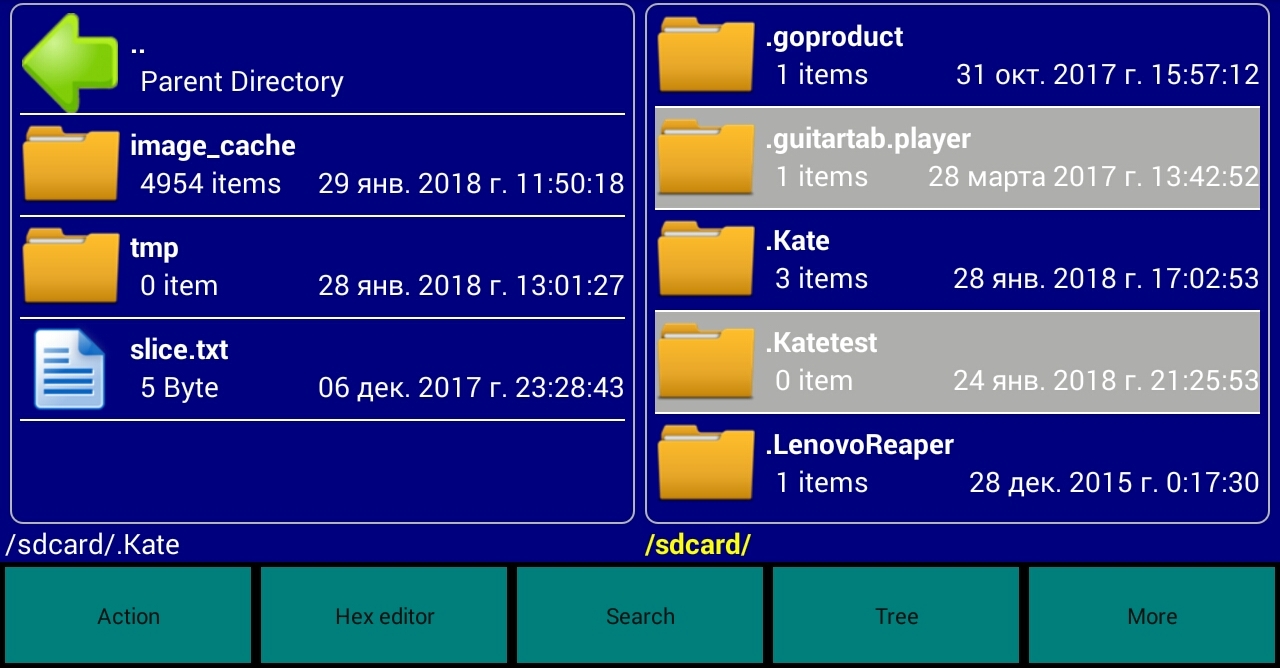 ..
Parent Directory
image_cache
4954 items 29 янв. 2018 г. 11:50:18
tmp
0 item 28 янв. 2018 г. 13:01:27
slice.txt
5 Byte 06 дек. 2017 г. 23:28:43
/sdcard/.Kate
.goproduct
1 items 31 окт. 2017 г. 15:57:12
.guitartab.player
1 items 28 марта 2017 г. 13:42:52
.Kate
3 items 28 янв. 2018 г. 17:02:53
.Katetest
0 item 24 янв. 2018 г. 21:25:53
.LenovoReaper
1 items 28 дек. 2015 г. 0:17:30
/sdcard/
Action Hex editor Search Tree More